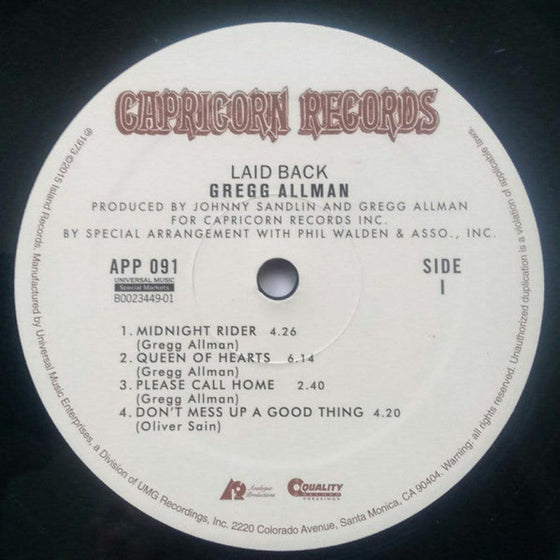 CAPRICORN RECORDS
LAID BACK
GREGG ALLMAN
PRODUCED BY JOHNNY SANDLIN AND GREGG ALLMAN
FOR CAPRICORN RECORDS INC.
BY SPECIAL ARRANGEMENT WITH PHIL WALDEN & ASSO., INC.
APP 091
UNIVERSAL MUSIC
Special Markets
B0023449-01
SIDE
I
1. MIDNIGHT RIDER 4.26
(Gregg Allman)
2. QUEEN OF HEARTS 6.14
(Gregg Allman)
3. PLEASE CALL HOME 2.40
(Gregg Allman)
4. DON'T MESS UP A GOOD THING 4.20
(Oliver Sain)
AP Analogue
Productions
QUALITY
RECORD
PRESSINGS
℗1973 ©2015 Island Records, Manufactured by Universal Music Enterprises, a Division of UMG Recordings, Inc. 2220 Colorado Avenue, Santa Monica, CA 90404. Warning: all rights reserved. Unauthorized duplication is a violation of applicable laws.